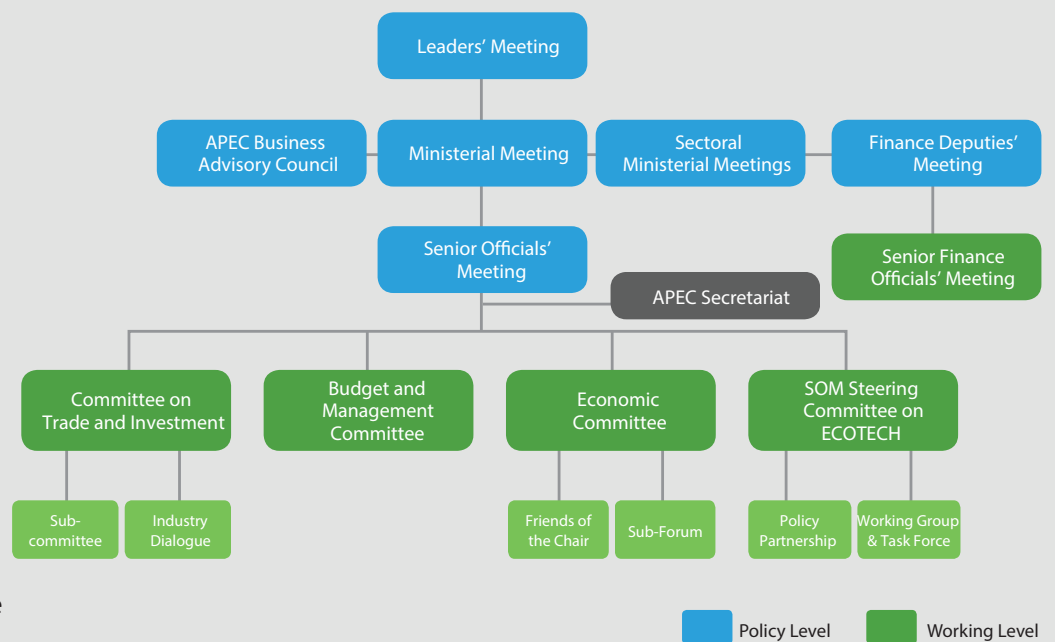 Leaders’ Meeting
APEC Business
Advisory Council
Ministerial Meeting
Sectoral
Ministerial Meetings
Finance Deputies’
Meeting
Senior Officials’
Meeting
Senior Finance
Officials’ Meeting
APEC Secretariat
Committee on
Trade and Investment
Budget and
Management
Committee
Economic
Committee
SOM Steering
Committee on
ECOTECH
Sub-
committee
Industry
Dialogue
Friends of
the Chair
Sub-Forum
Policy
Partnership
Working Group
& Task Force
Policy Level
Working Level